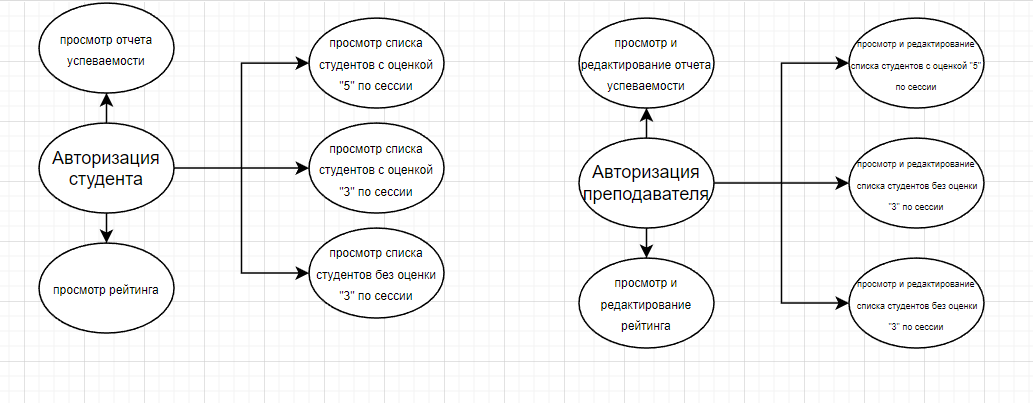 просмотр отчета
успеваемости
Авторизация
студента
просмотр рейтинга
просмотр списка
студентов с оценкой
"5" по сессии
просмотр списка
студентов с оценкой
"3" по сессии
просмотр списка
студентов без оценки
"3" по сессии
просмотр и
редактирование отчета
успеваемости
Авторизация
преподавателя
просмотр и
редактирование
рейтинга
просмотр и редактирование
списка студентов с оценкой "5"
по сессии
просмотр и редактирование
списка студентов без оценки
"3" по сессии
просмотр и редактирование
списка студентов без оценки
"3" по сессии